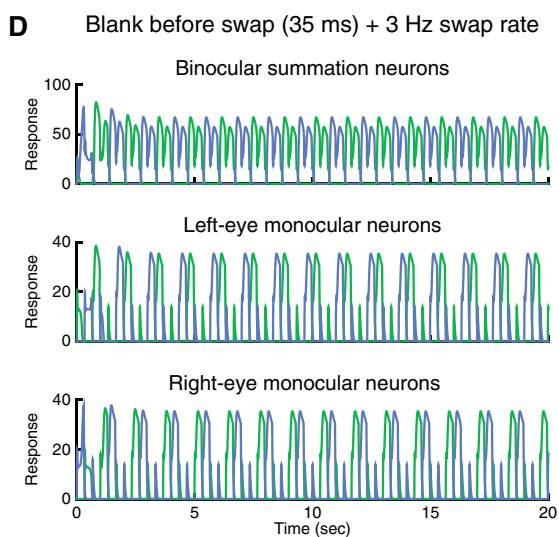 D Blank before swap (35 ms) + 3 Hz swap rate
Binocular summation neurons
100
50
0
Response
Left-eye monocular neurons
40
20
0
Response
Right-eye monocular neurons
40
20
0
Response
0 5 10 15 20
Time (sec)